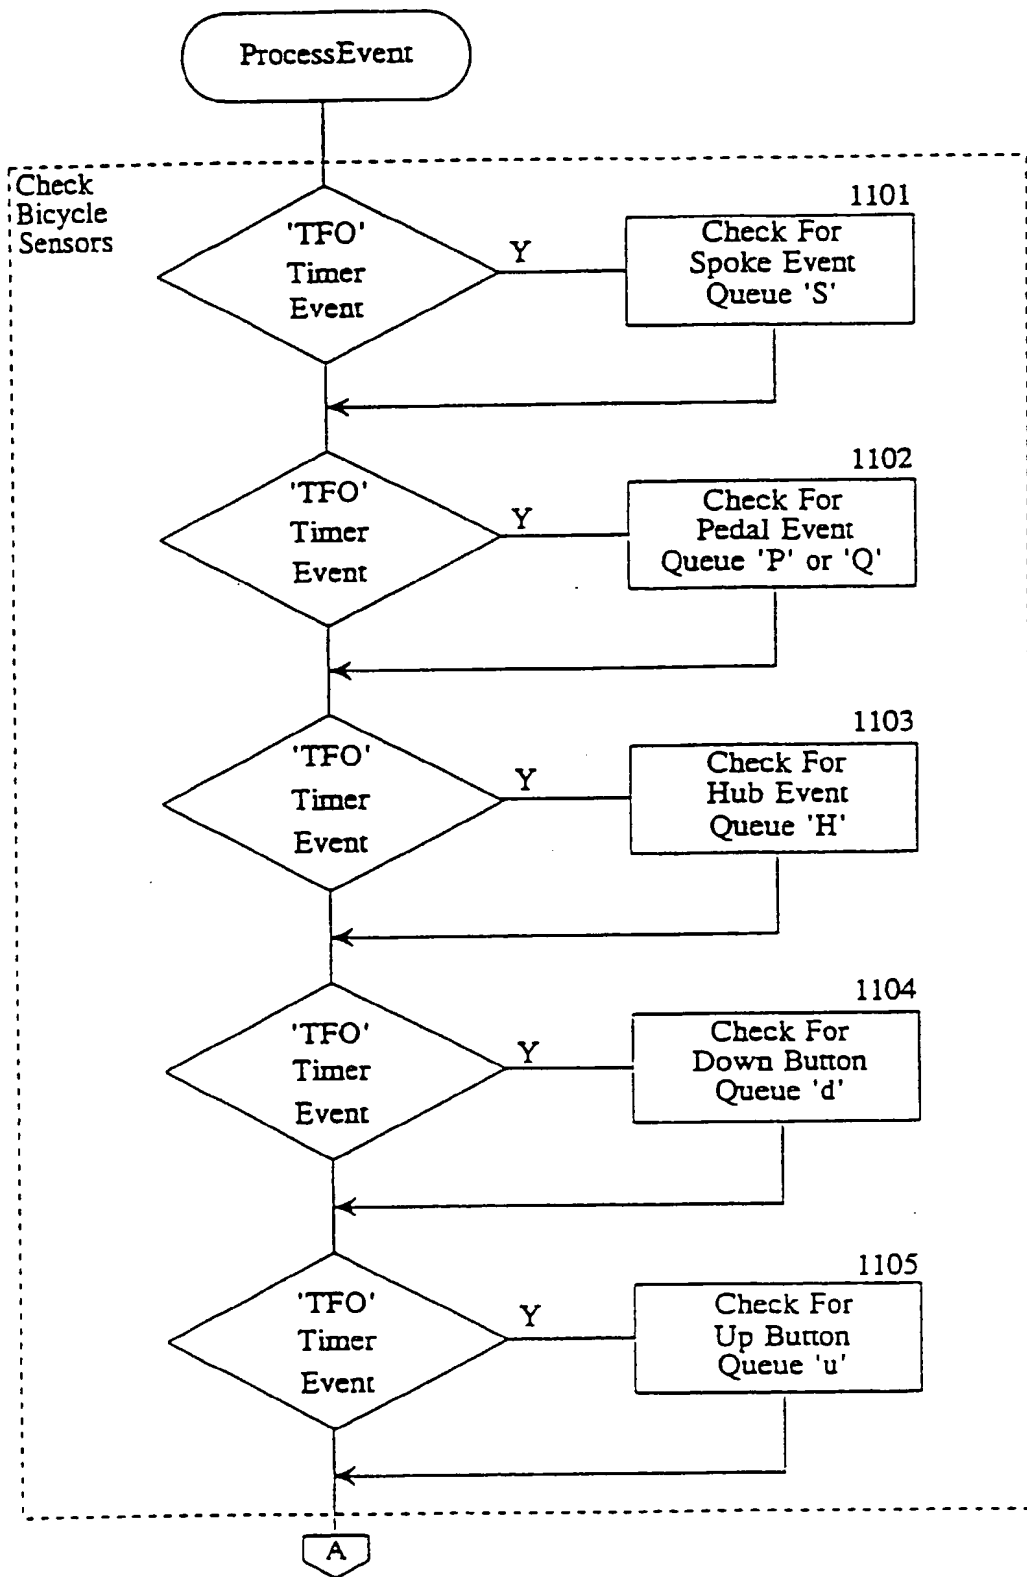 ProcessEvent
Check
Bicycle
Sensors
'TFO'
Timer
Event
Y
1101
Check For
Spoke Event
Queue 'S'
'TFO'
Timer
Event
Y
1102
Check For
Pedal Event
Queue 'P' or 'Q'
'TFO'
Timer
Event
Y
1103
Check For
Hub Event
Queue 'H'
'TFO'
Timer
Event
Y
1104
Check For
Down Button
Queue 'd'
'TFO'
Timer
Event
Y
1105
Check For
Up Button
Queue 'u'
A